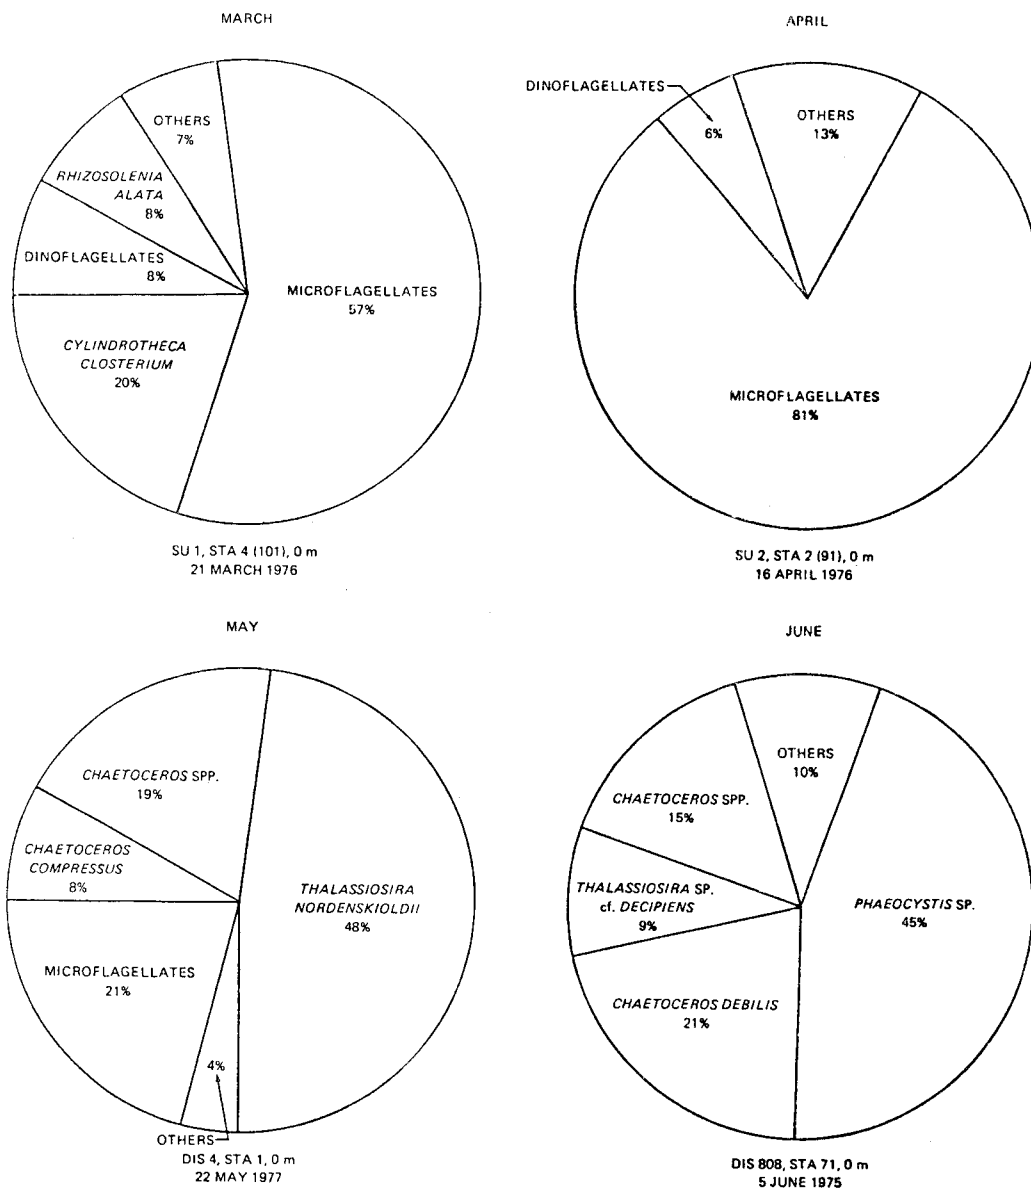 MARCH
OTHERS
7%
RHIZOSOLENIA
ALATA
8%
DINOFLAGELLATES
8%
MICROFLAGELLATES
57%
CYLINDROTHECA
CLOSTERIUM
20%
SU 1, STA 4 (101), 0 m
21 MARCH 1976
APRIL
DINOFLAGELLATES
6%
OTHERS
13%
MICROFLAGELLATES
81%
SU 2, STA 2 (91), 0 m
16 APRIL 1976
MAY
CHAETOCEROS SPP.
19%
CHAETOCEROS
COMPRESSUS
8%
THALASSIOSIRA
NORDENSKIOLDII
48%
MICROFLAGELLATES
21%
4%
OTHERS
DIS 4, STA 1, 0 m
22 MAY 1977
JUNE
OTHERS
10%
CHAETOCEROS SPP.
15%
THALASSIOSIRA SP.
cf. DECIPIENS
9%
PHAEOCYSTIS SP.
45%
CHAETOCEROS DEBILIS
21%
DIS 808, STA 71, 0 m
5 JUNE 1975